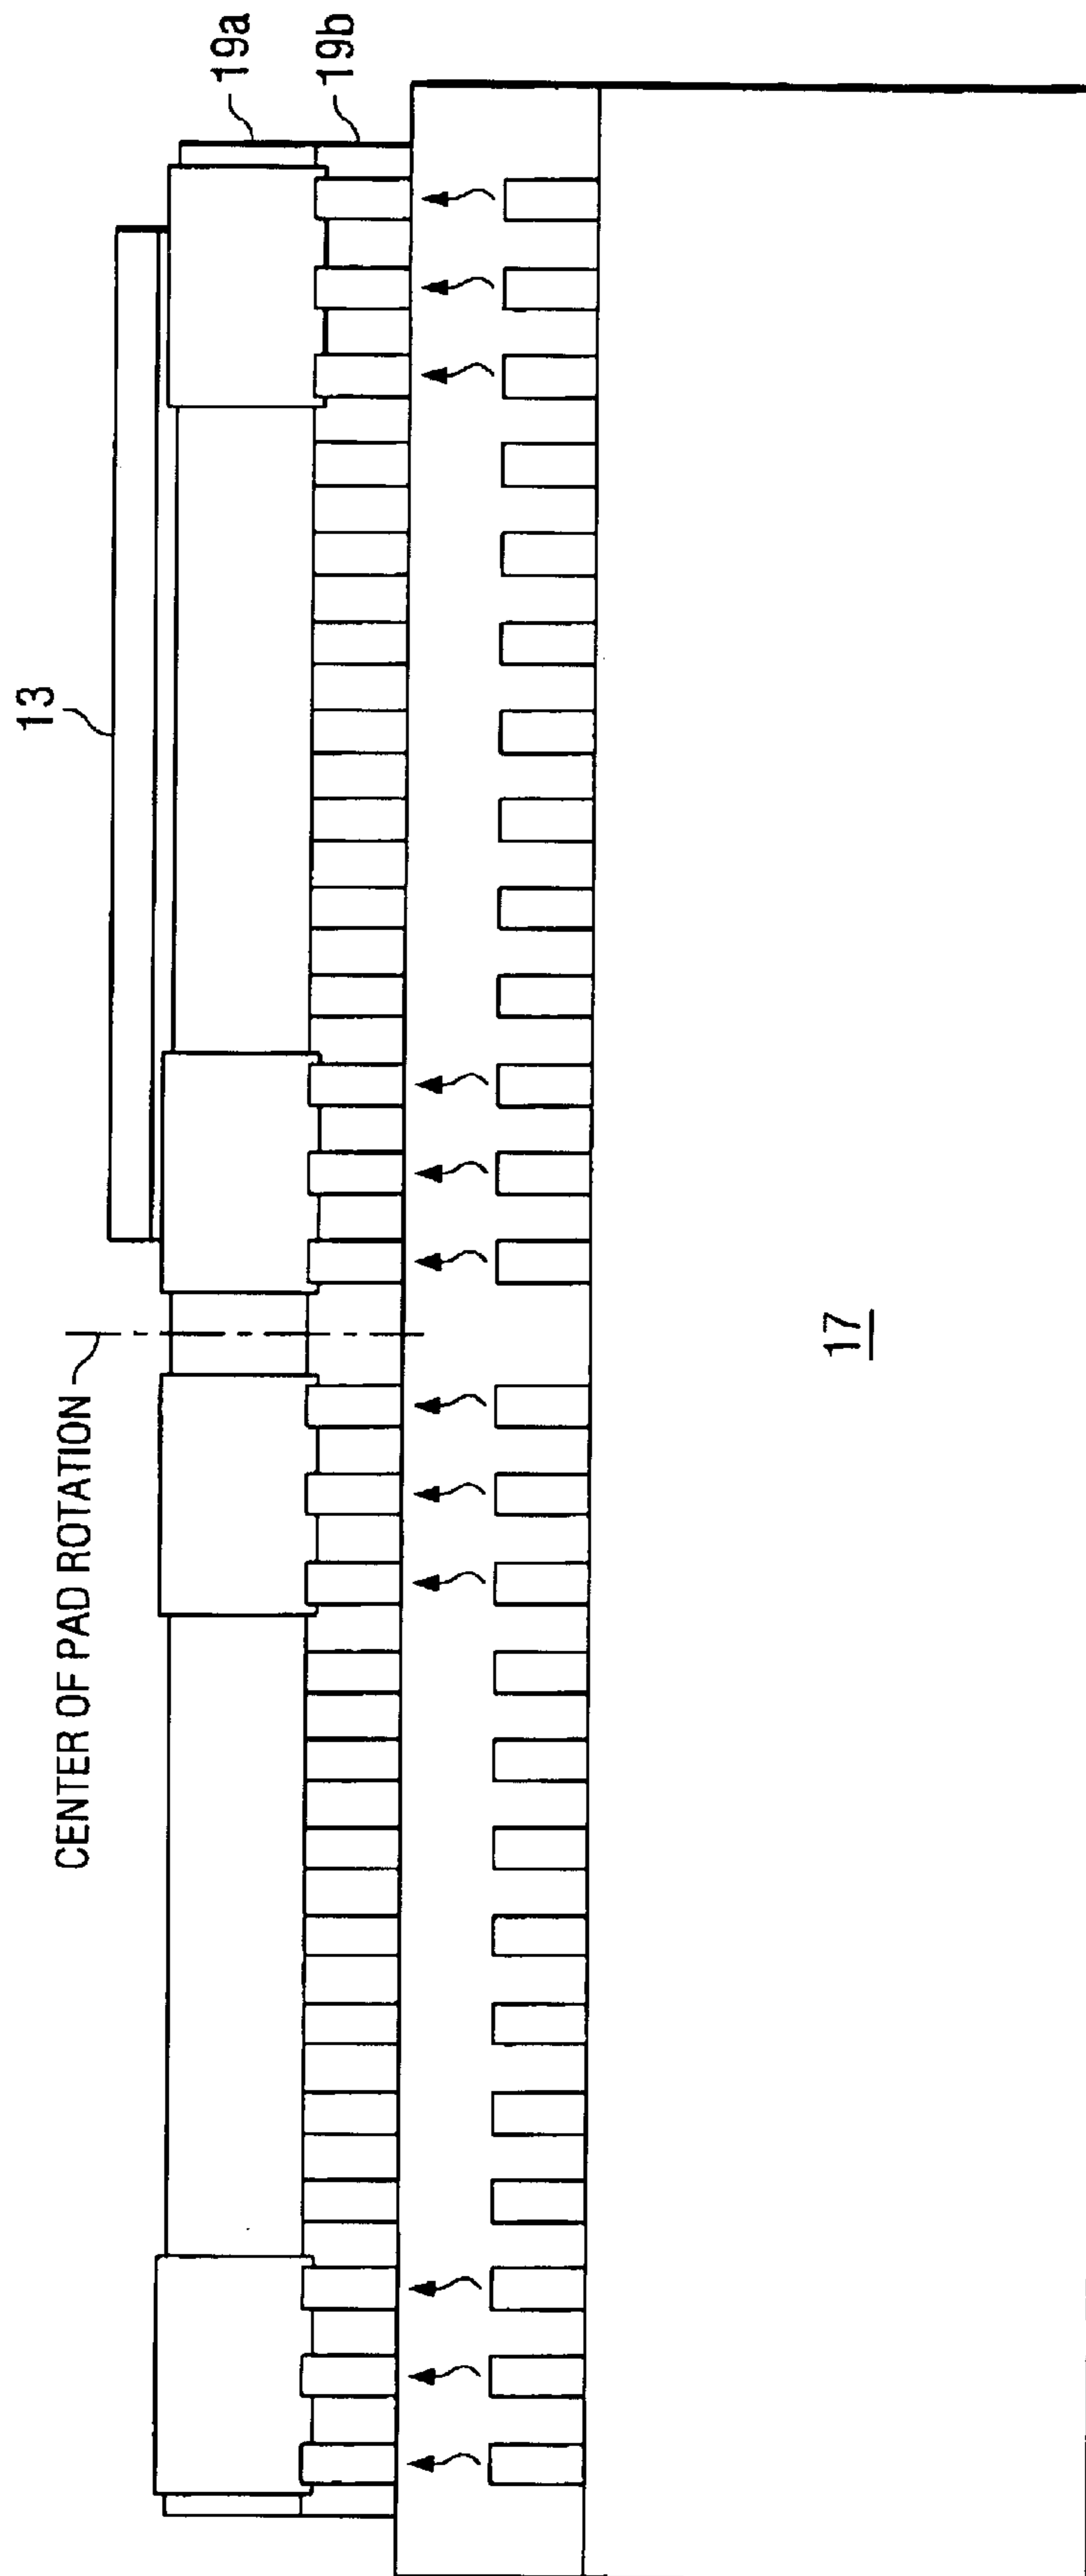 19a
19b
13
CENTER OF PAD ROTATION
17